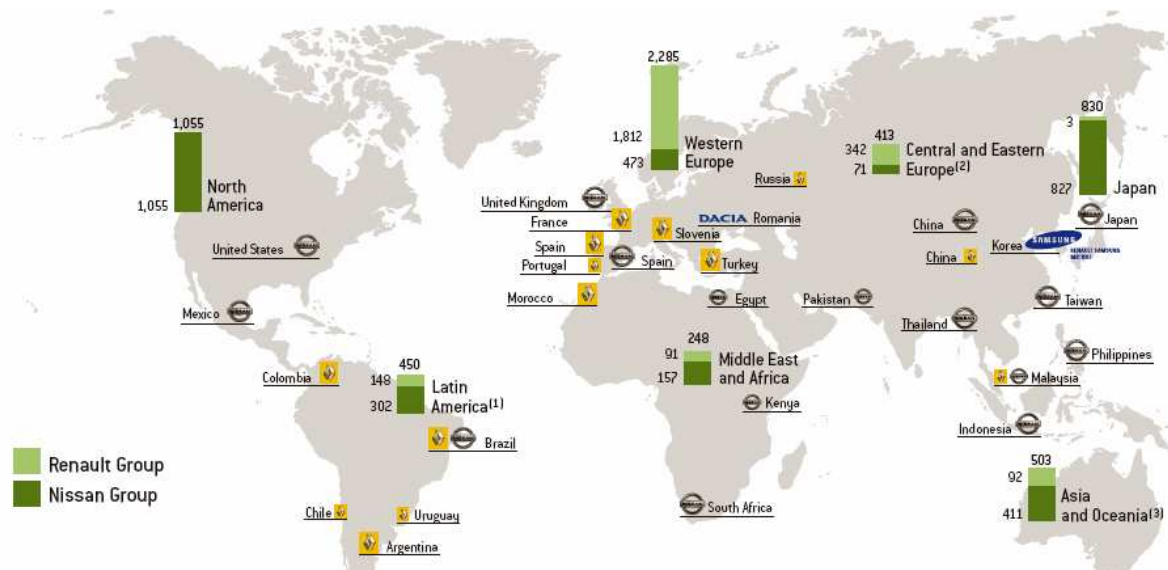 2,285
1,812
473
Western
Europe
1,055
1,055
North
America
413
342
71
Central and Eastern
Europe(2)
830
3
827
Japan
Russia
United Kingdom
France
DACIA Romania
Slovenia
Spain
Spain
Portugal
Turkey
Morocco
United States
Mexico
Egypt
Pakistan
China
China
Korea
SAMSUNG
Japan
Taiwan
Thailand
Philippines
Malaysia
Indonesia
248
91
157
Middle East
and Africa
Kenya
South Africa
Colombia
450
148
302
Latin
America(1)
Brazil
Chile
Uruguay
Argentina
503
92
411
Asia
and Oceania(3)
Renault Group
Nissan Group